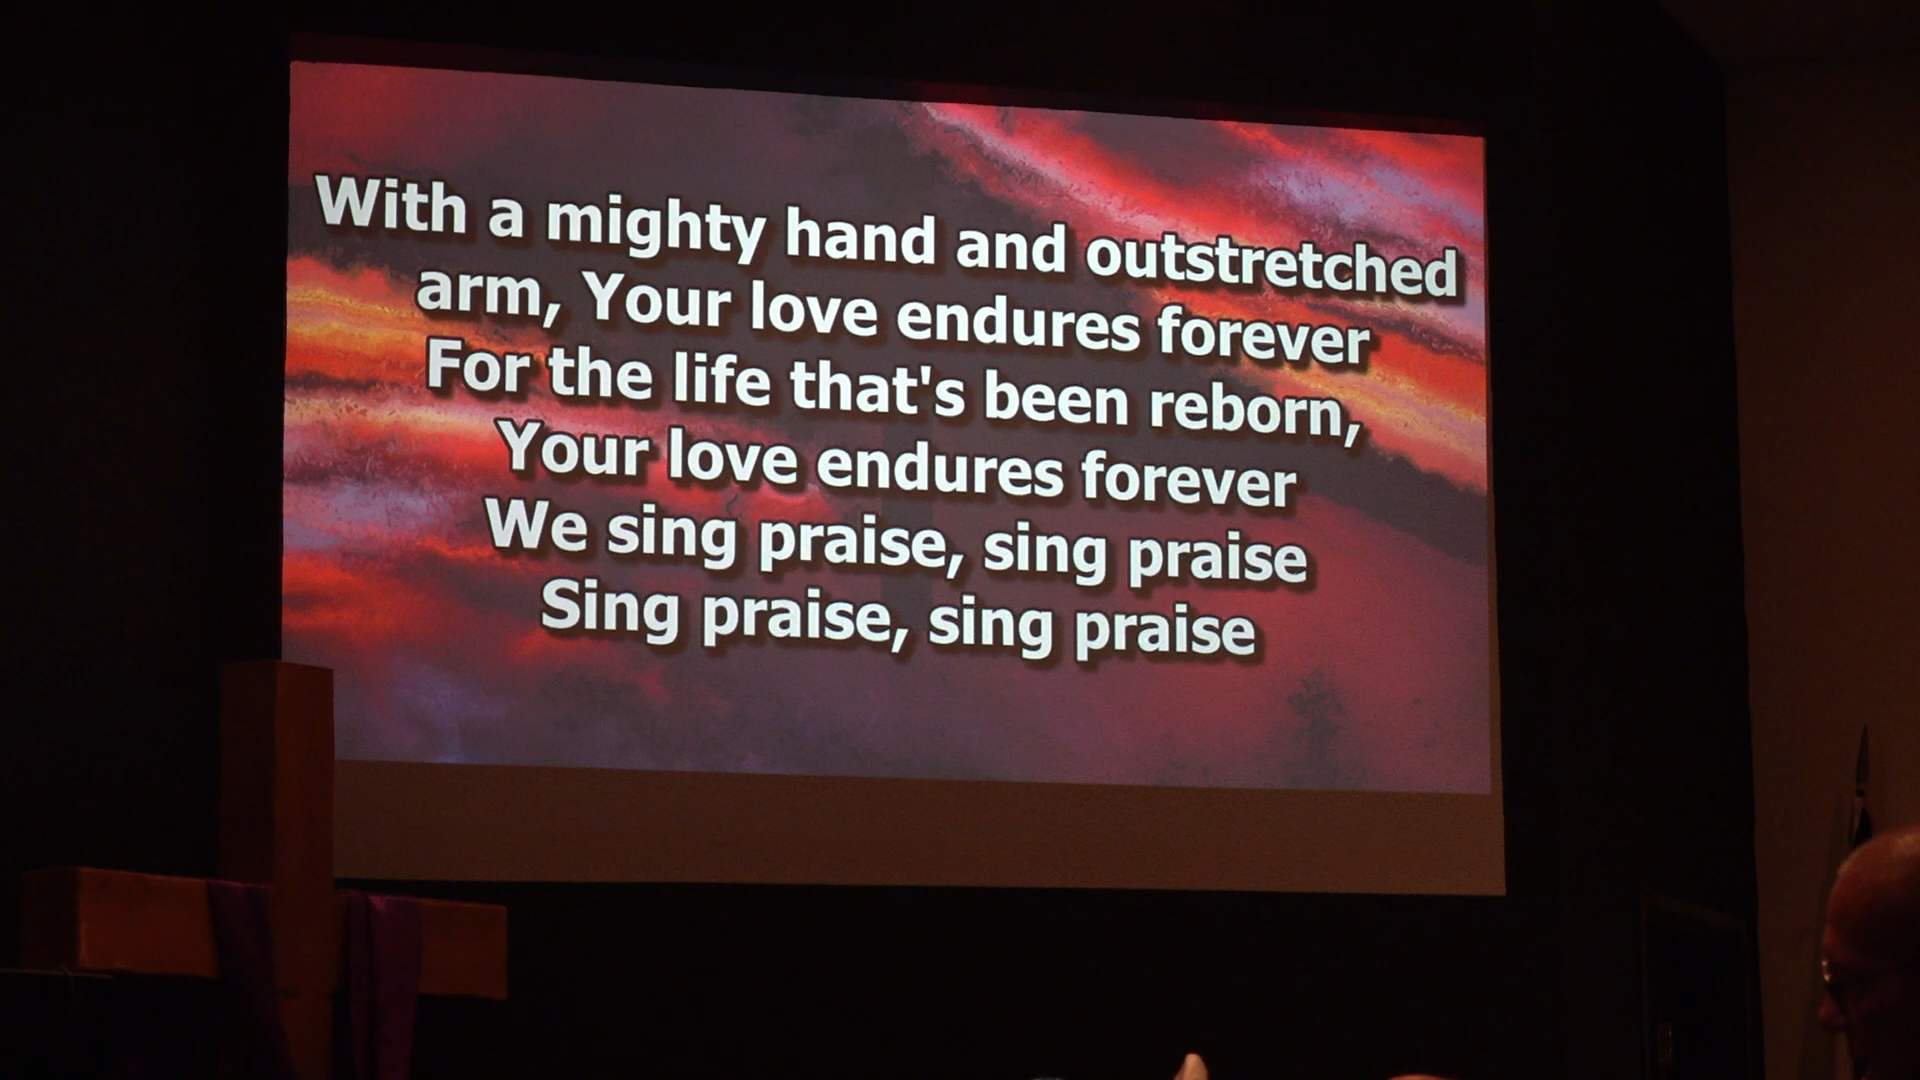 With a mighty hand and outstretched
arm, Your love endures forever
For the life that's been reborn,
Your love endures forever
We sing praise, sing praise
Sing praise, sing praise